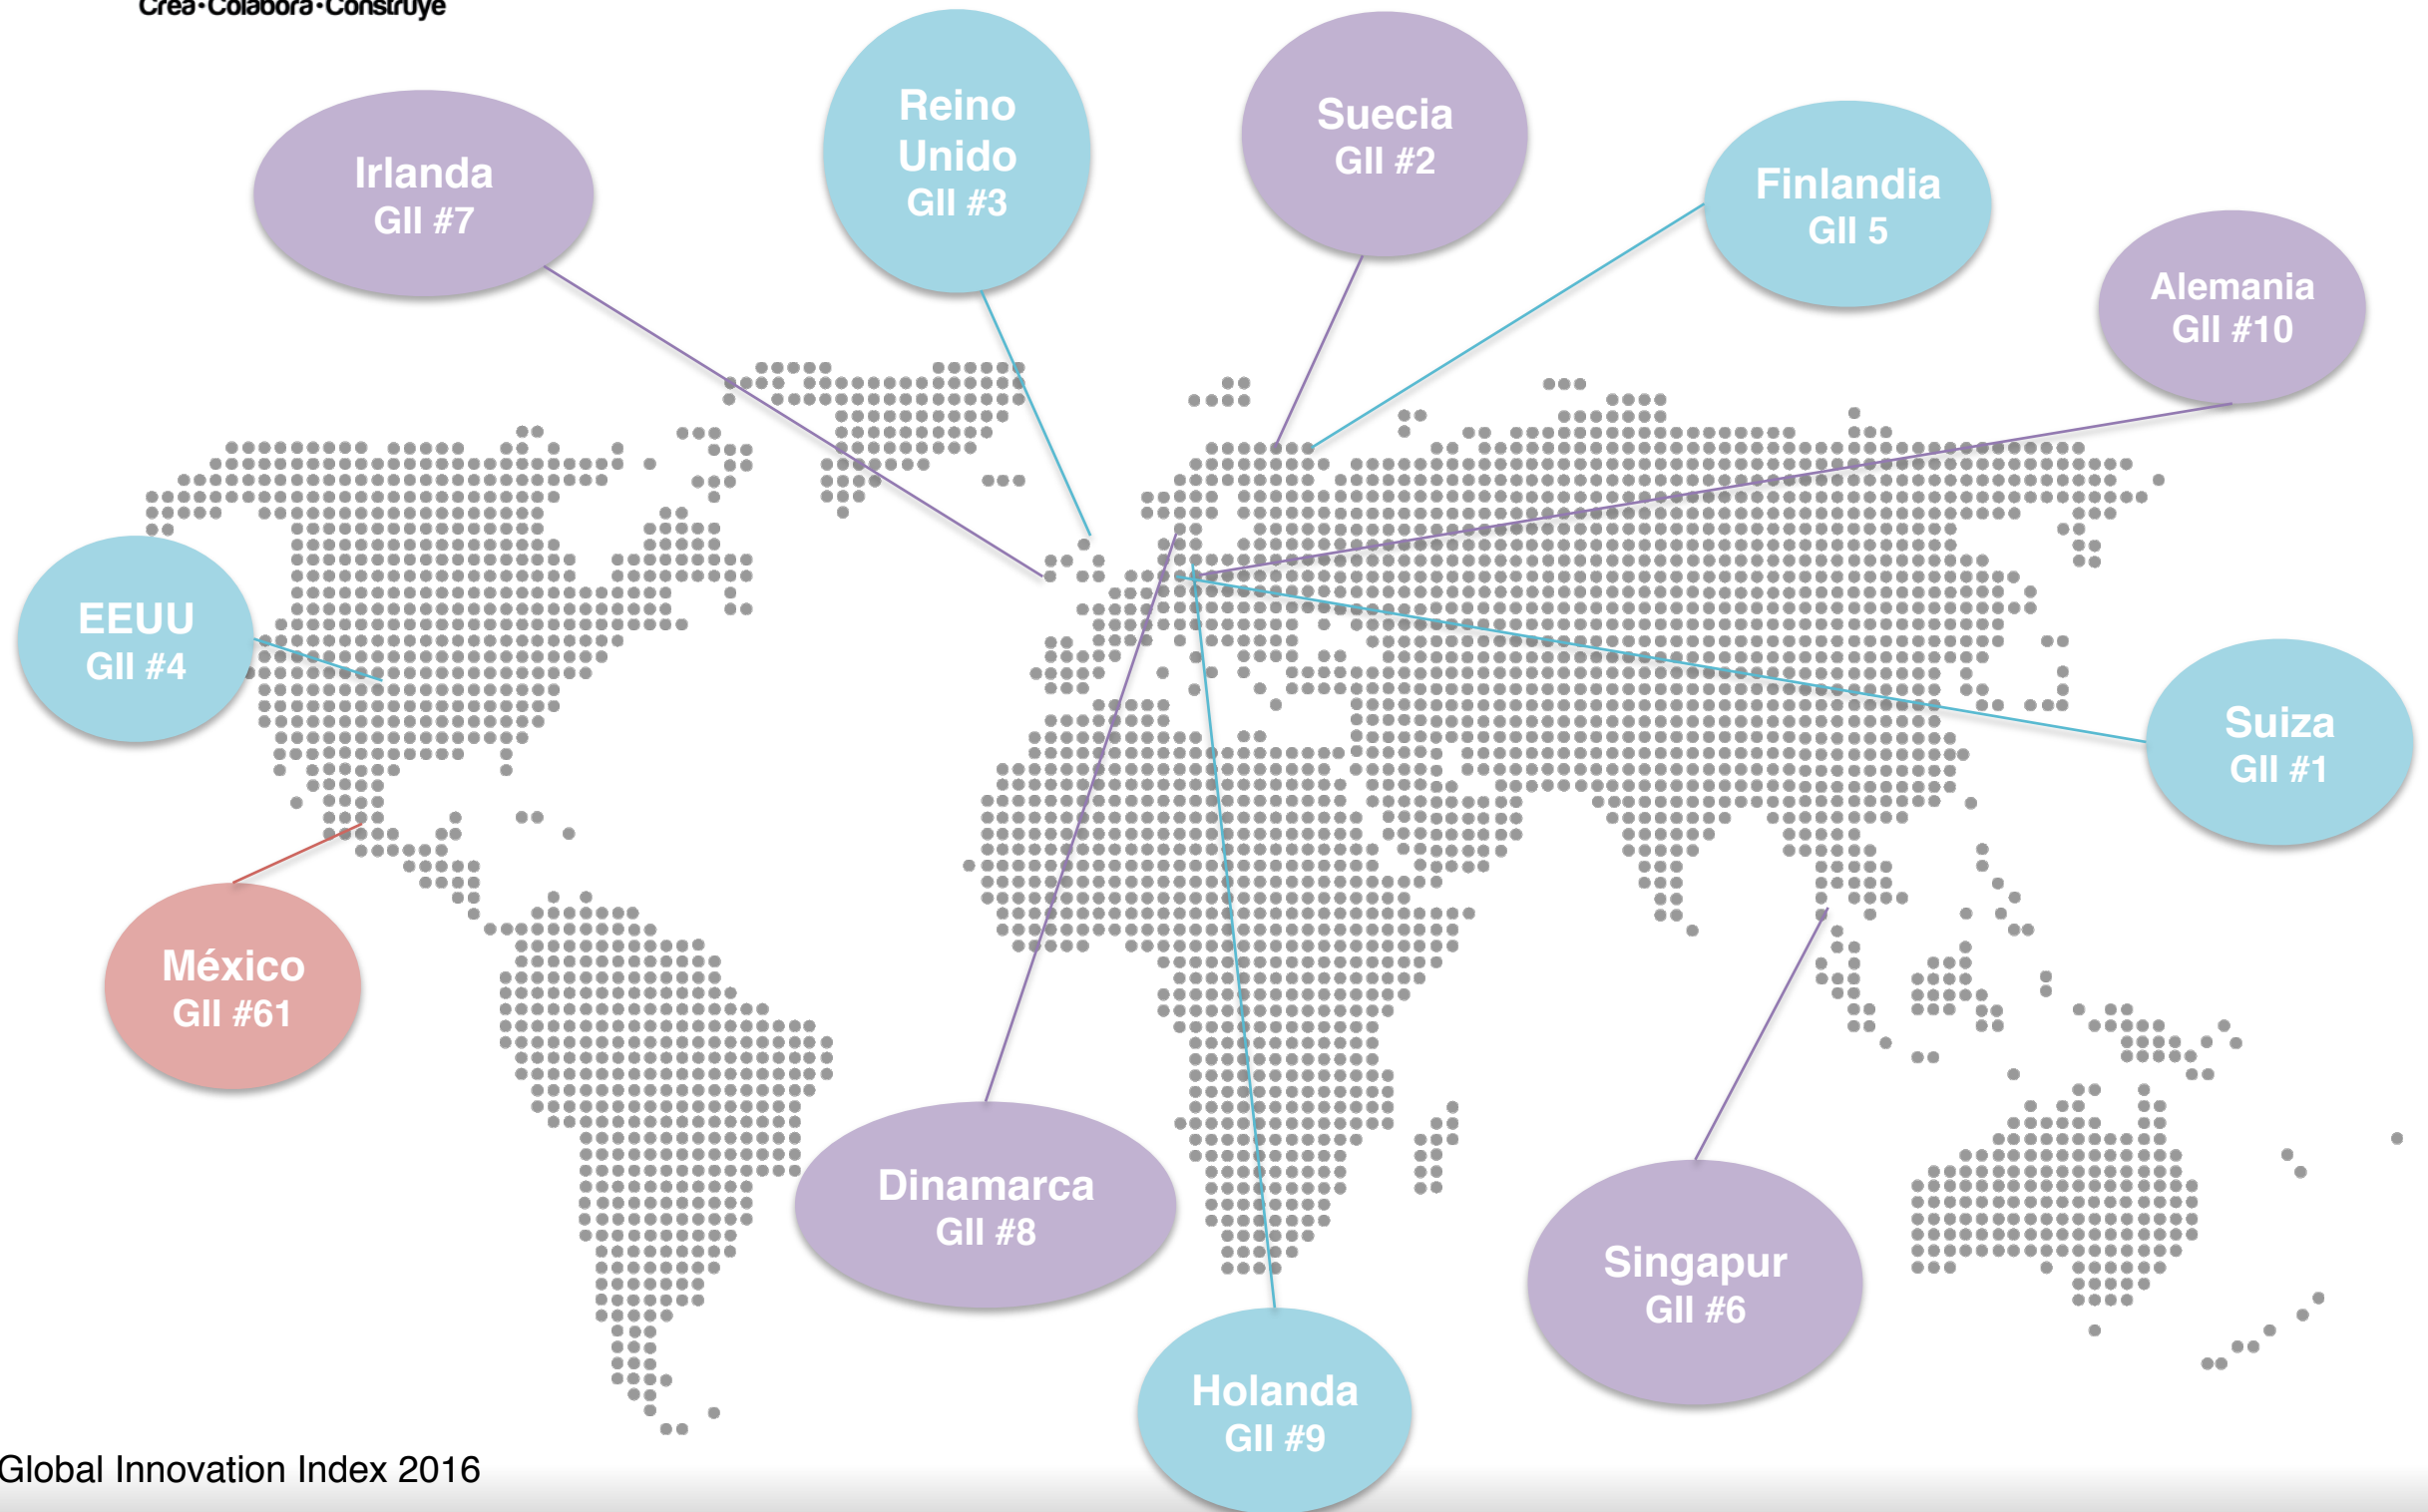 Crea•Colabora•Construye
Irlanda
GII #7
Reino
Unido
GII #3
Suecia
GII #2
Finlandia
GII 5
Alemania
GII #10
EEUU
GII #4
Suiza
GII #1
México
GII #61
Dinamarca
GII #8
Singapur
GII #6
Holanda
GII #9
Global Innovation Index 2016